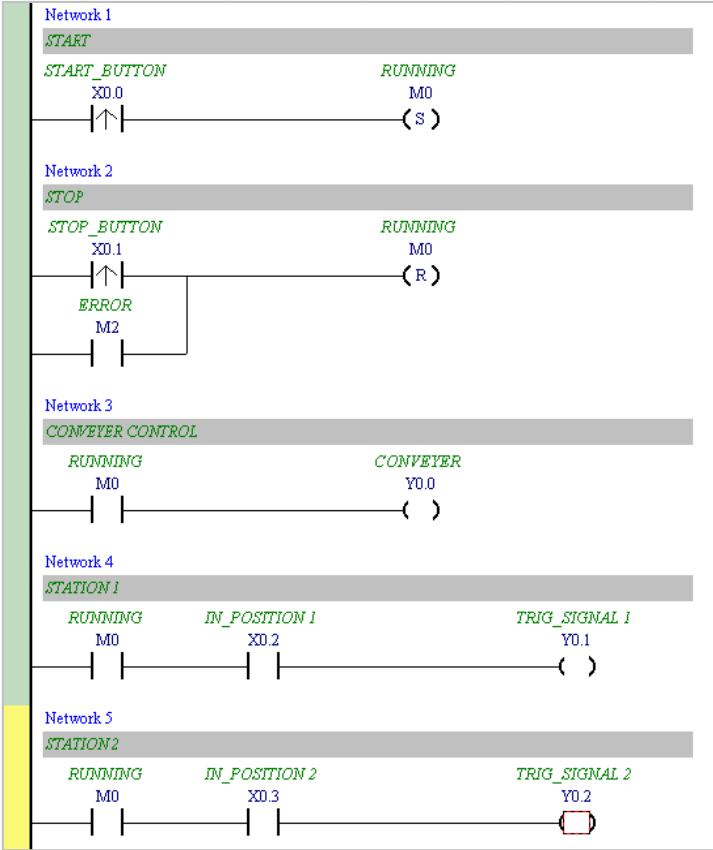 Network 1
START
START_BUTTON RUNNING
X0.0 M0
S
Network 2
STOP
STOP_BUTTON RUNNING
X0.1 M0
R
ERROR
M2
Network 3
CONVEYER CONTROL
RUNNING CONVEYER
M0 Y0.0
Network 4
STATION 1
RUNNING IN_POSITION 1 TRIG_SIGNAL 1
M0 X0.2 Y0.1
Network 5
STATION2
RUNNING IN_POSITION 2 TRIG_SIGNAL 2
M0 X0.3 Y0.2